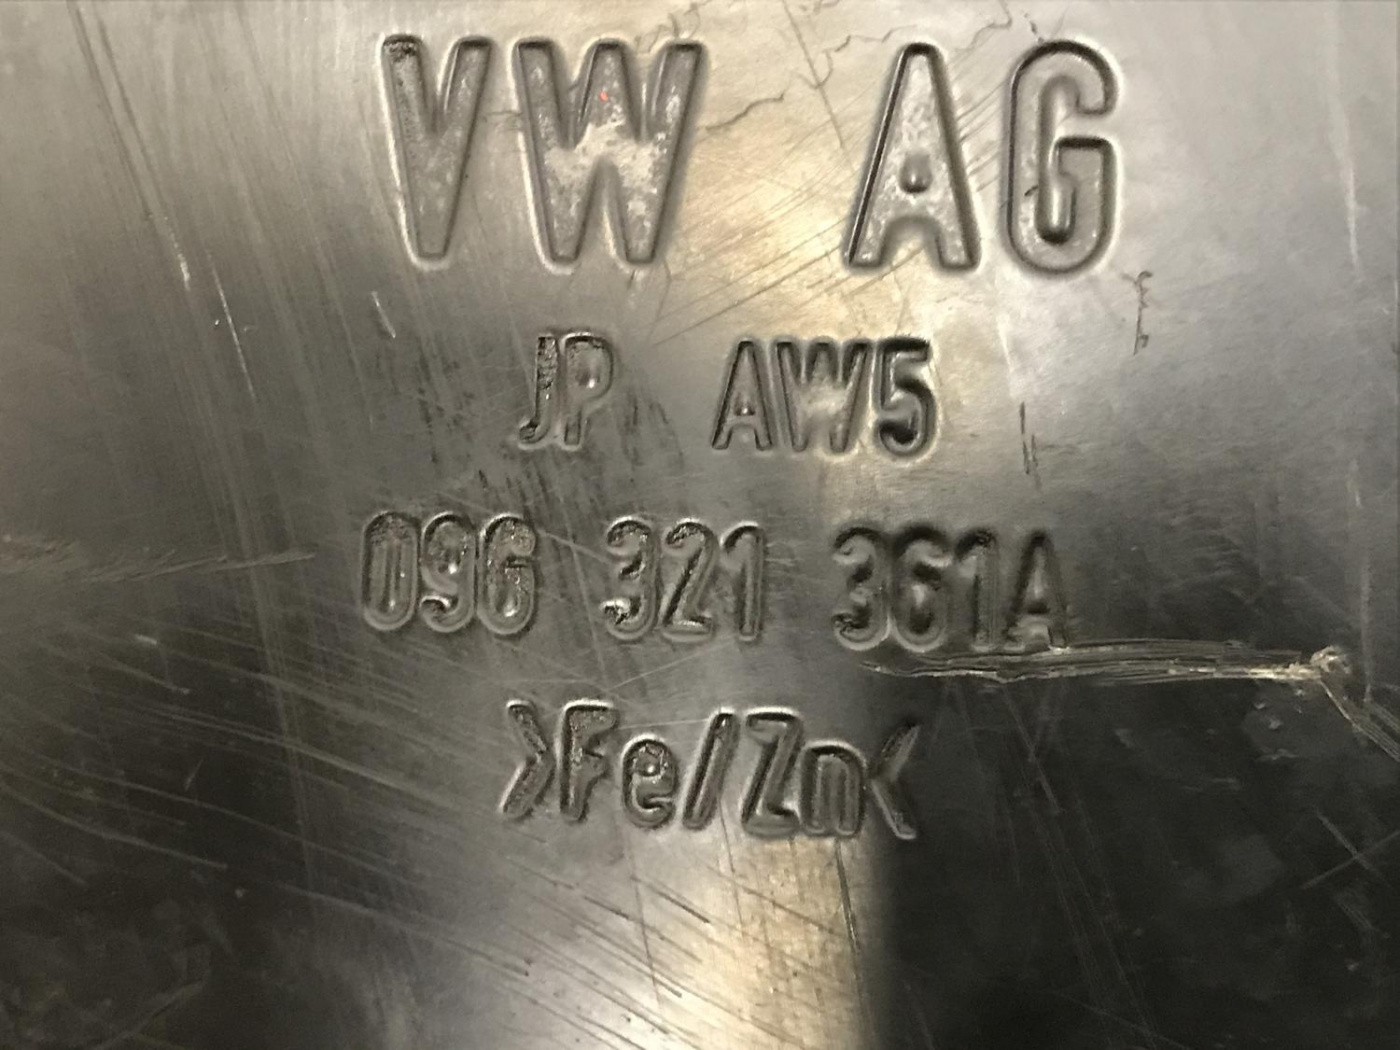 VW AG
JP AW5
096 321 361A
>Fe/Zn<